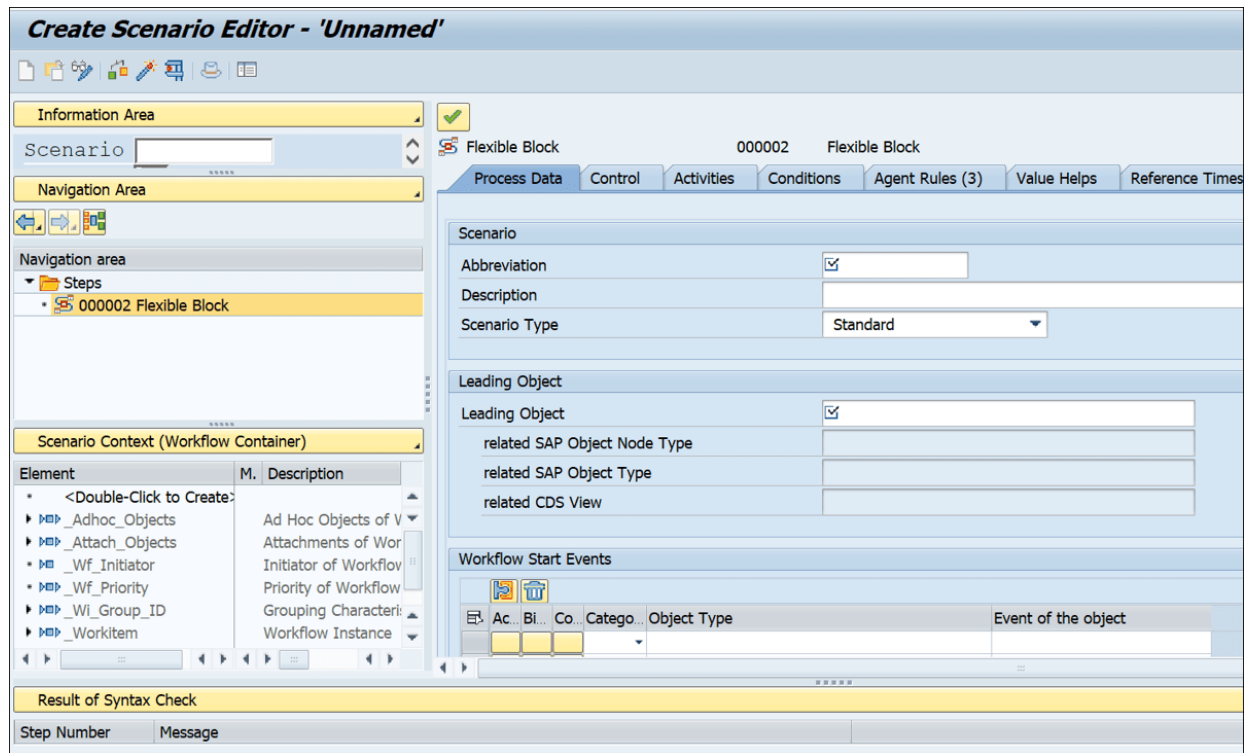 Create Scenario Editor - 'Unnamed'
Information Area
Scenario
Navigation Area
Navigation area
Steps
000002 Flexible Block
Scenario Context (Workflow Container)
Element M. Description
<Double-Click to Create>
_Adhoc_Objects Ad Hoc Objects of W
_Attach_Objects Attachments of Wor
_Wf_Initiator Initiator of Workflow
_Wf_Priority Priority of Workflow
_Wi_Group_ID Grouping Characteri
_Workitem Workflow Instance
Flexible Block 000002 Flexible Block
Process Data Control Activities Conditions Agent Rules (3) Value Helps Reference Times
Scenario
Abbreviation
Description
Scenario Type Standard
Leading Object
Leading Object
related SAP Object Node Type
related SAP Object Type
related CDS View
Workflow Start Events
Ac... Bi... Co... Catego... Object Type Event of the object
Result of Syntax Check
Step Number Message